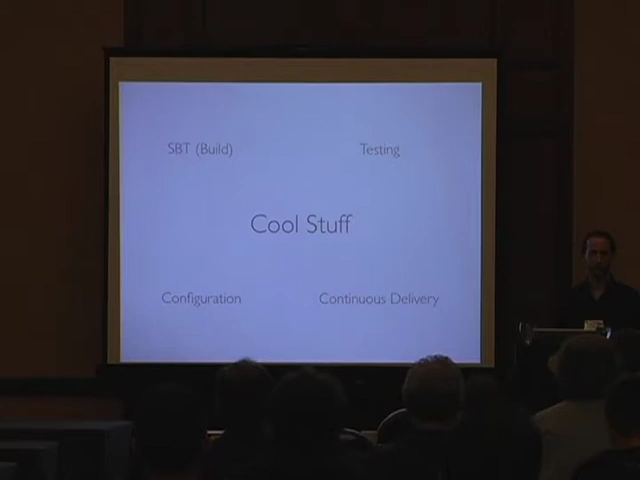 SBT (Build)
Testing
Cool Stuff
Configuration
Continuous Delivery